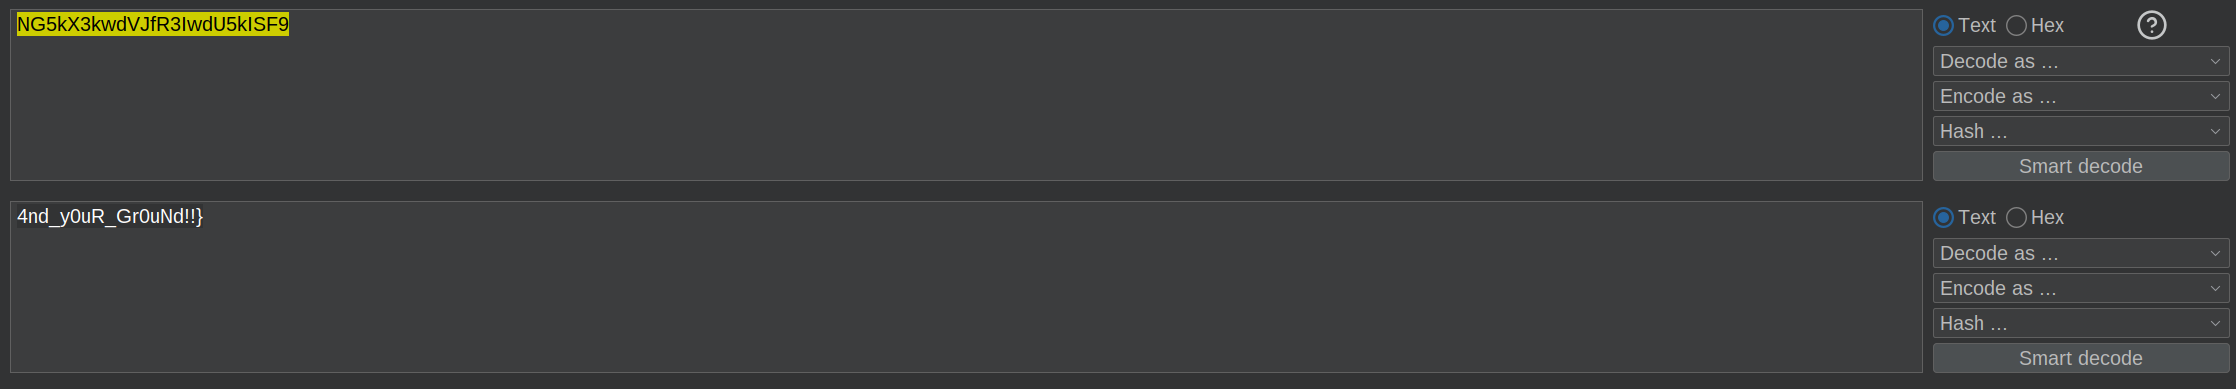 NG5kX3kwdVJfR3IwdU5kISF9
Text Hex ?
Decode as ...
Encode as ...
Hash ...
Smart decode
4nd_y0uR_Gr0uNd!!}
Text Hex
Decode as ...
Encode as ...
Hash ...
Smart decode